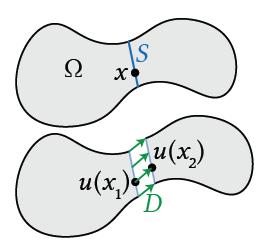 S
Ω x
u(x₂)
u(x₁)
D